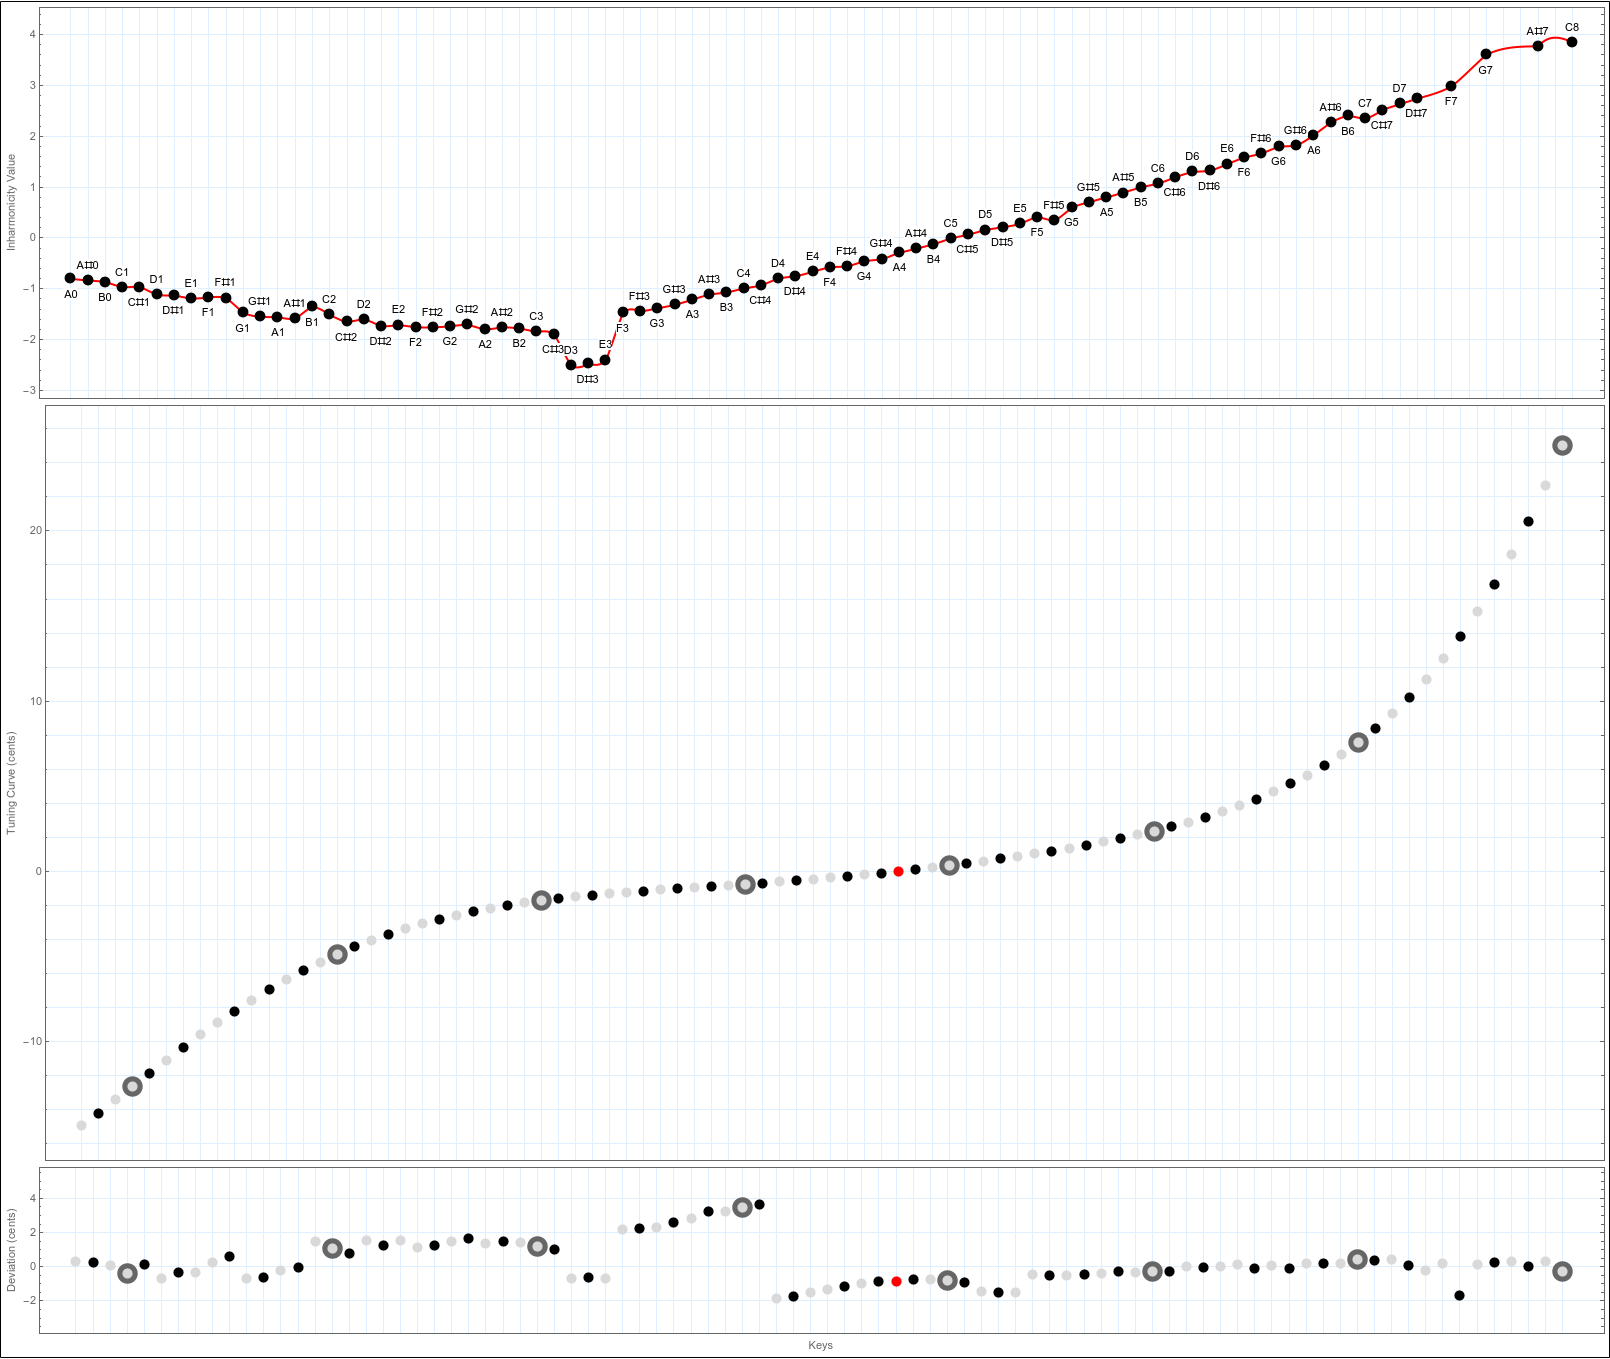 4
3
2
1
0
−1
−2
−3
Inharmonicity Value
A0
A♯0
B0
C1
C♯1
D1
D♯1
E1
F1
F♯1
G1
G♯1
A1
A♯1
B1
C2
C♯2
D2
D♯2
E2
F2
F♯2
G2
G♯2
A2
A♯2
B2
C3
C♯3
D3
D♯3
E3
F3
F♯3
G3
G♯3
A3
A♯3
B3
C4
C♯4
D4
D♯4
E4
F4
F♯4
G4
G♯4
A4
A♯4
B4
C5
C♯5
D5
D♯5
E5
F5
F♯5
G5
G♯5
A5
A♯5
B5
C6
C♯6
D6
D♯6
E6
F6
F♯6
G6
G♯6
A6
A♯6
B6
C7
C♯7
D7
D♯7
F7
G7
A♯7
C8
20
10
0
−10
Tuning Curve (cents)
4
2
0
−2
Deviation (cents)
Keys